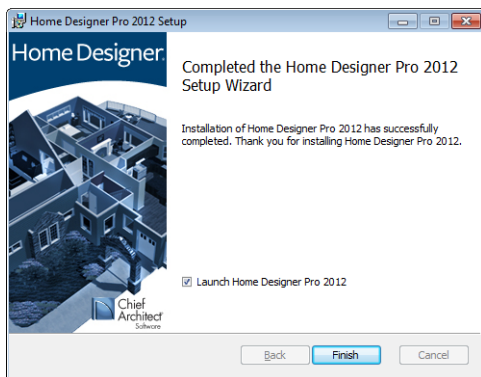 Home Designer Pro 2012 Setup
Home Designer.
Completed the Home Designer Pro 2012
Setup Wizard
Installation of Home Designer Pro 2012 has successfully
completed. Thank you for installing Home Designer Pro 2012.
Launch Home Designer Pro 2012
Chief
Architect
Software
Back Finish Cancel